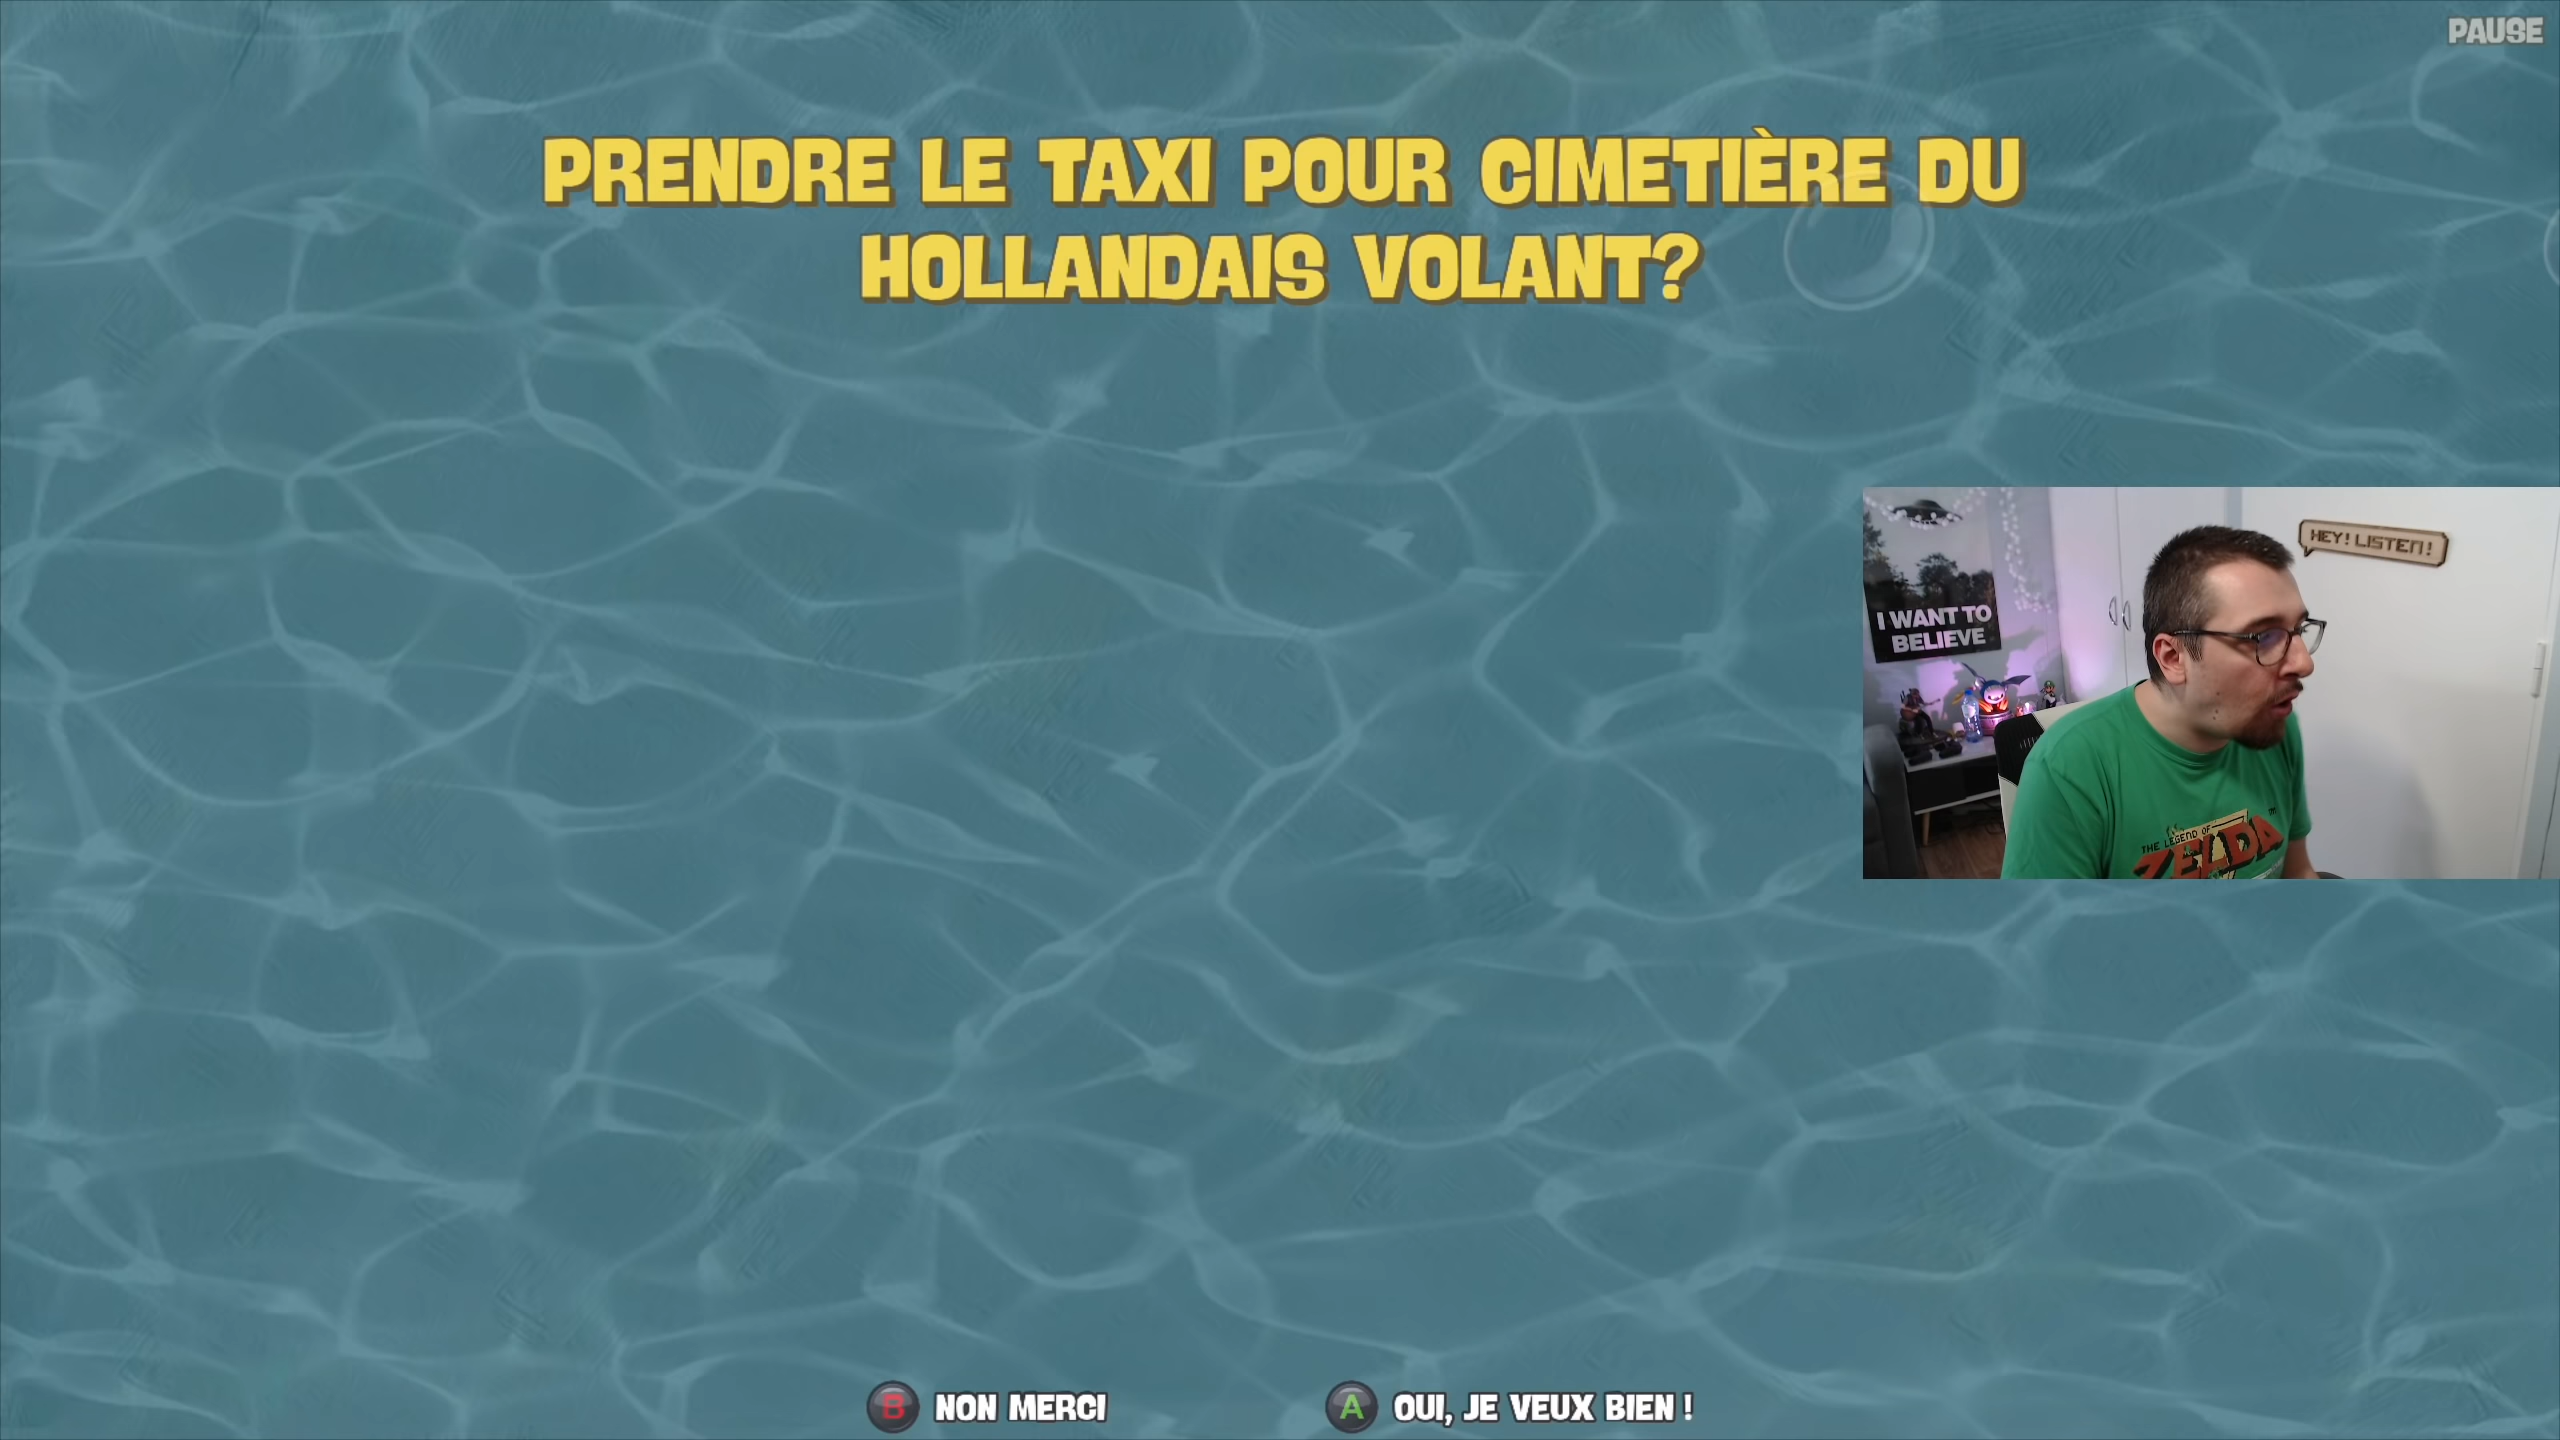 PAUSE
PRENDRE LE TAXI POUR CIMETIÈRE DU
HOLLANDAIS VOLANT?
HEY! LISTEN!
I WANT TO
BELIEVE
THE LEGEND OF
ZELDA
TM
B NON MERCI
A OUI, JE VEUX BIEN !